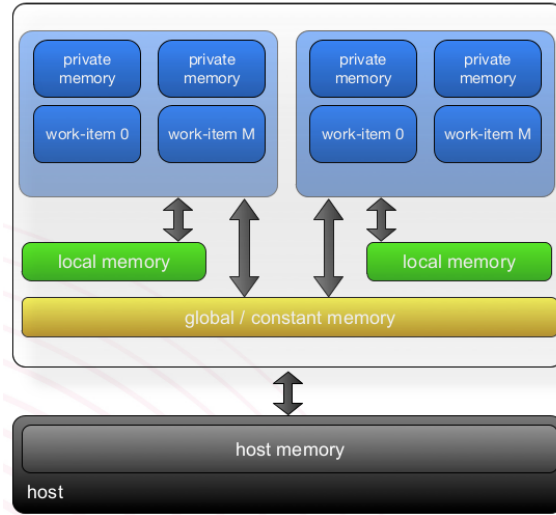 private
memory
private
memory
private
memory
private
memory
work-item 0
work-item M
work-item 0
work-item M
local memory
local memory
global / constant memory
host memory
host